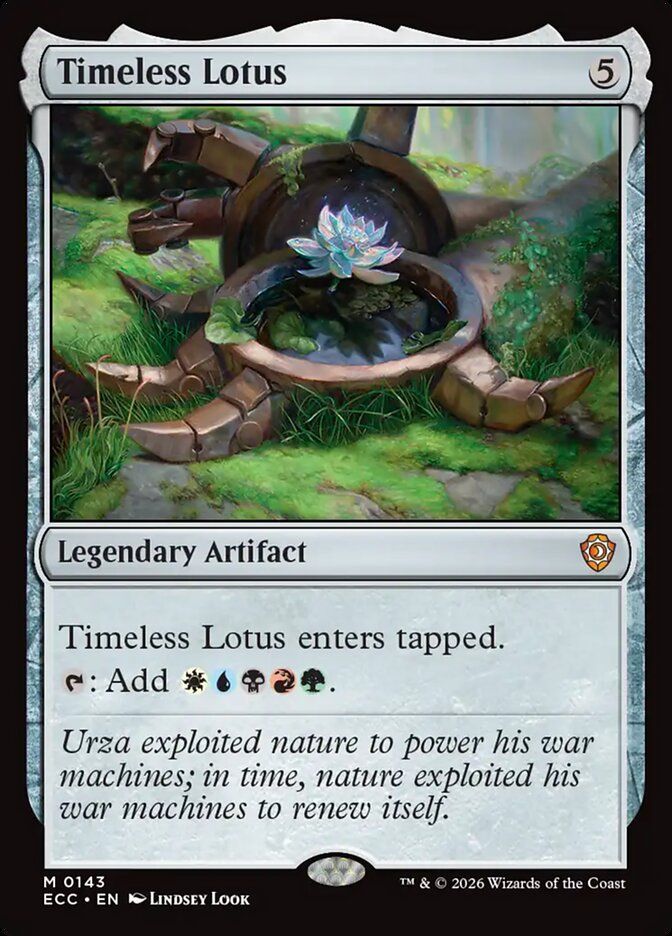 Timeless Lotus 5
Legendary Artifact
Timeless Lotus enters tapped.
: Add .
Urza exploited nature to power his war
machines; in time, nature exploited his
war machines to renew itself.
M 0143
ECC • EN LINDSEY LOOK
™ & © 2026 Wizards of the Coast